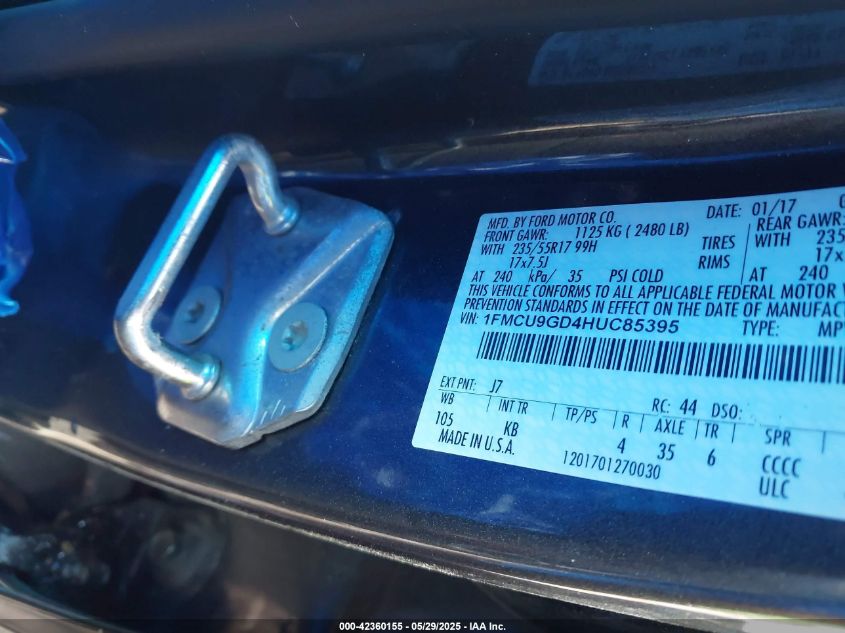 MFD. BY FORD MOTOR CO. DATE: 01/17
FRONT GAWR: 1125 KG ( 2480 LB) REAR GAWR:
WITH 235/55R17 99H TIRES WITH 235
17x7.5J RIMS 17x
AT 240 kPa/ 35 PSI COLD AT 240
THIS VEHICLE CONFORMS TO ALL APPLICABLE FEDERAL MOTOR
PREVENTION STANDARDS IN EFFECT ON THE DATE OF MANUFAC
VIN: 1FMCU9GD4HUC85395 TYPE: MP
EXT PNT: J7 RC: 44 DSO:
WB INT TR TP/PS R AXLE TR SPR
105 KB 4 35 6 CCCC
MADE IN U.S.A. 1201701270030 ULC
000-42360155 - 05/29/2025 - IAA Inc.